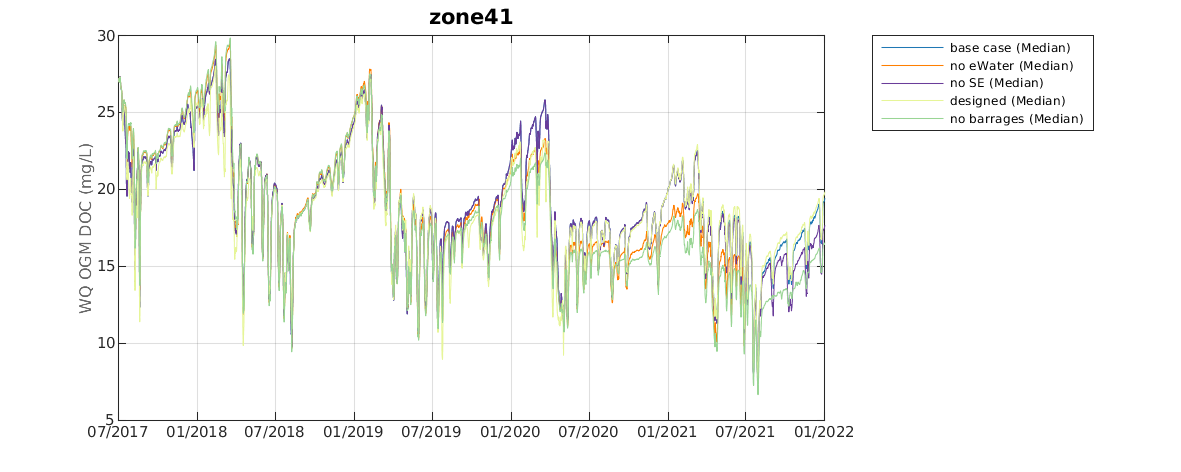 zone41
30
25
20
15
10
5
WQ OGM DOC (mg/L)
07/2017 01/2018 07/2018 01/2019 07/2019 01/2020 07/2020 01/2021 07/2021 01/2022
base case (Median)
no eWater (Median)
no SE (Median)
designed (Median)
no barrages (Median)